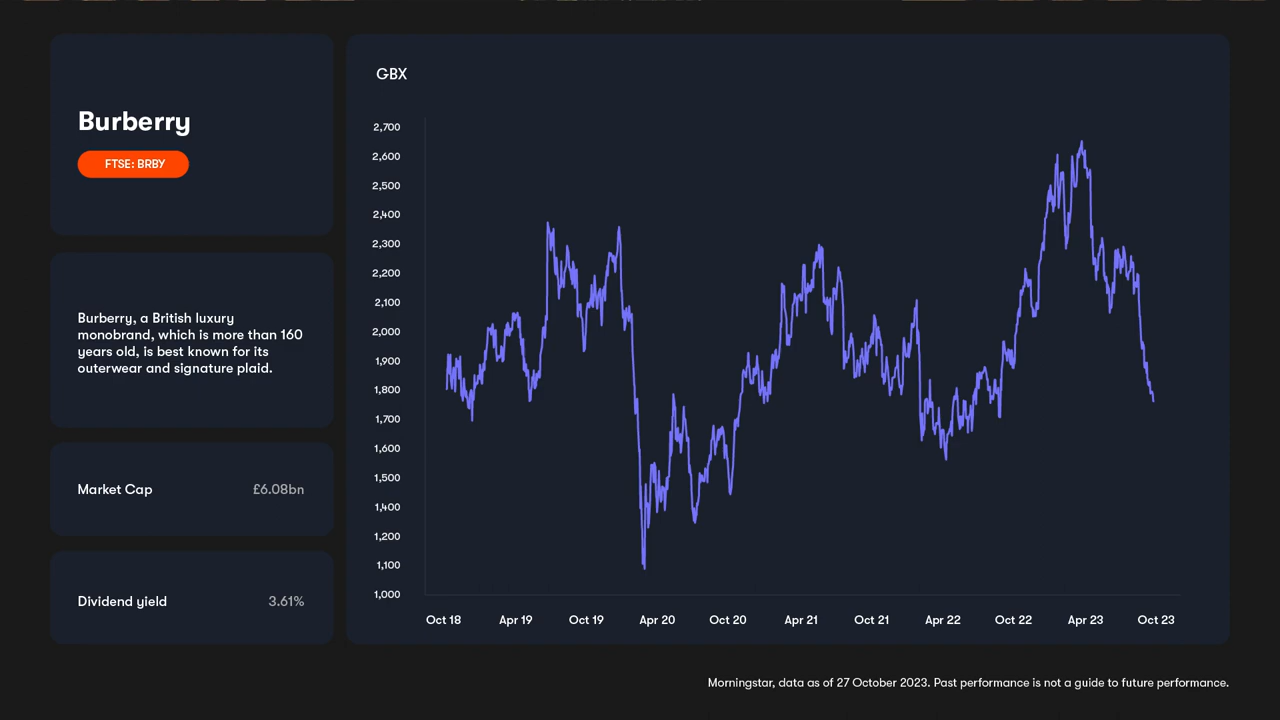 Burberry
FTSE: BRBY
Burberry, a British luxury
monobrand, which is more than 160
years old, is best known for its
outerwear and signature plaid.
Market Cap £6.08bn
Dividend yield 3.61%
GBX
2,700
2,600
2,500
2,400
2,300
2,200
2,100
2,000
1,900
1,800
1,700
1,600
1,500
1,400
1,200
1,100
1,000
Oct 18 Apr 19 Oct 19 Apr 20 Oct 20 Apr 21 Oct 21 Apr 22 Oct 22 Apr 23 Oct 23
Morningstar, data as of 27 October 2023. Past performance is not a guide to future performance.